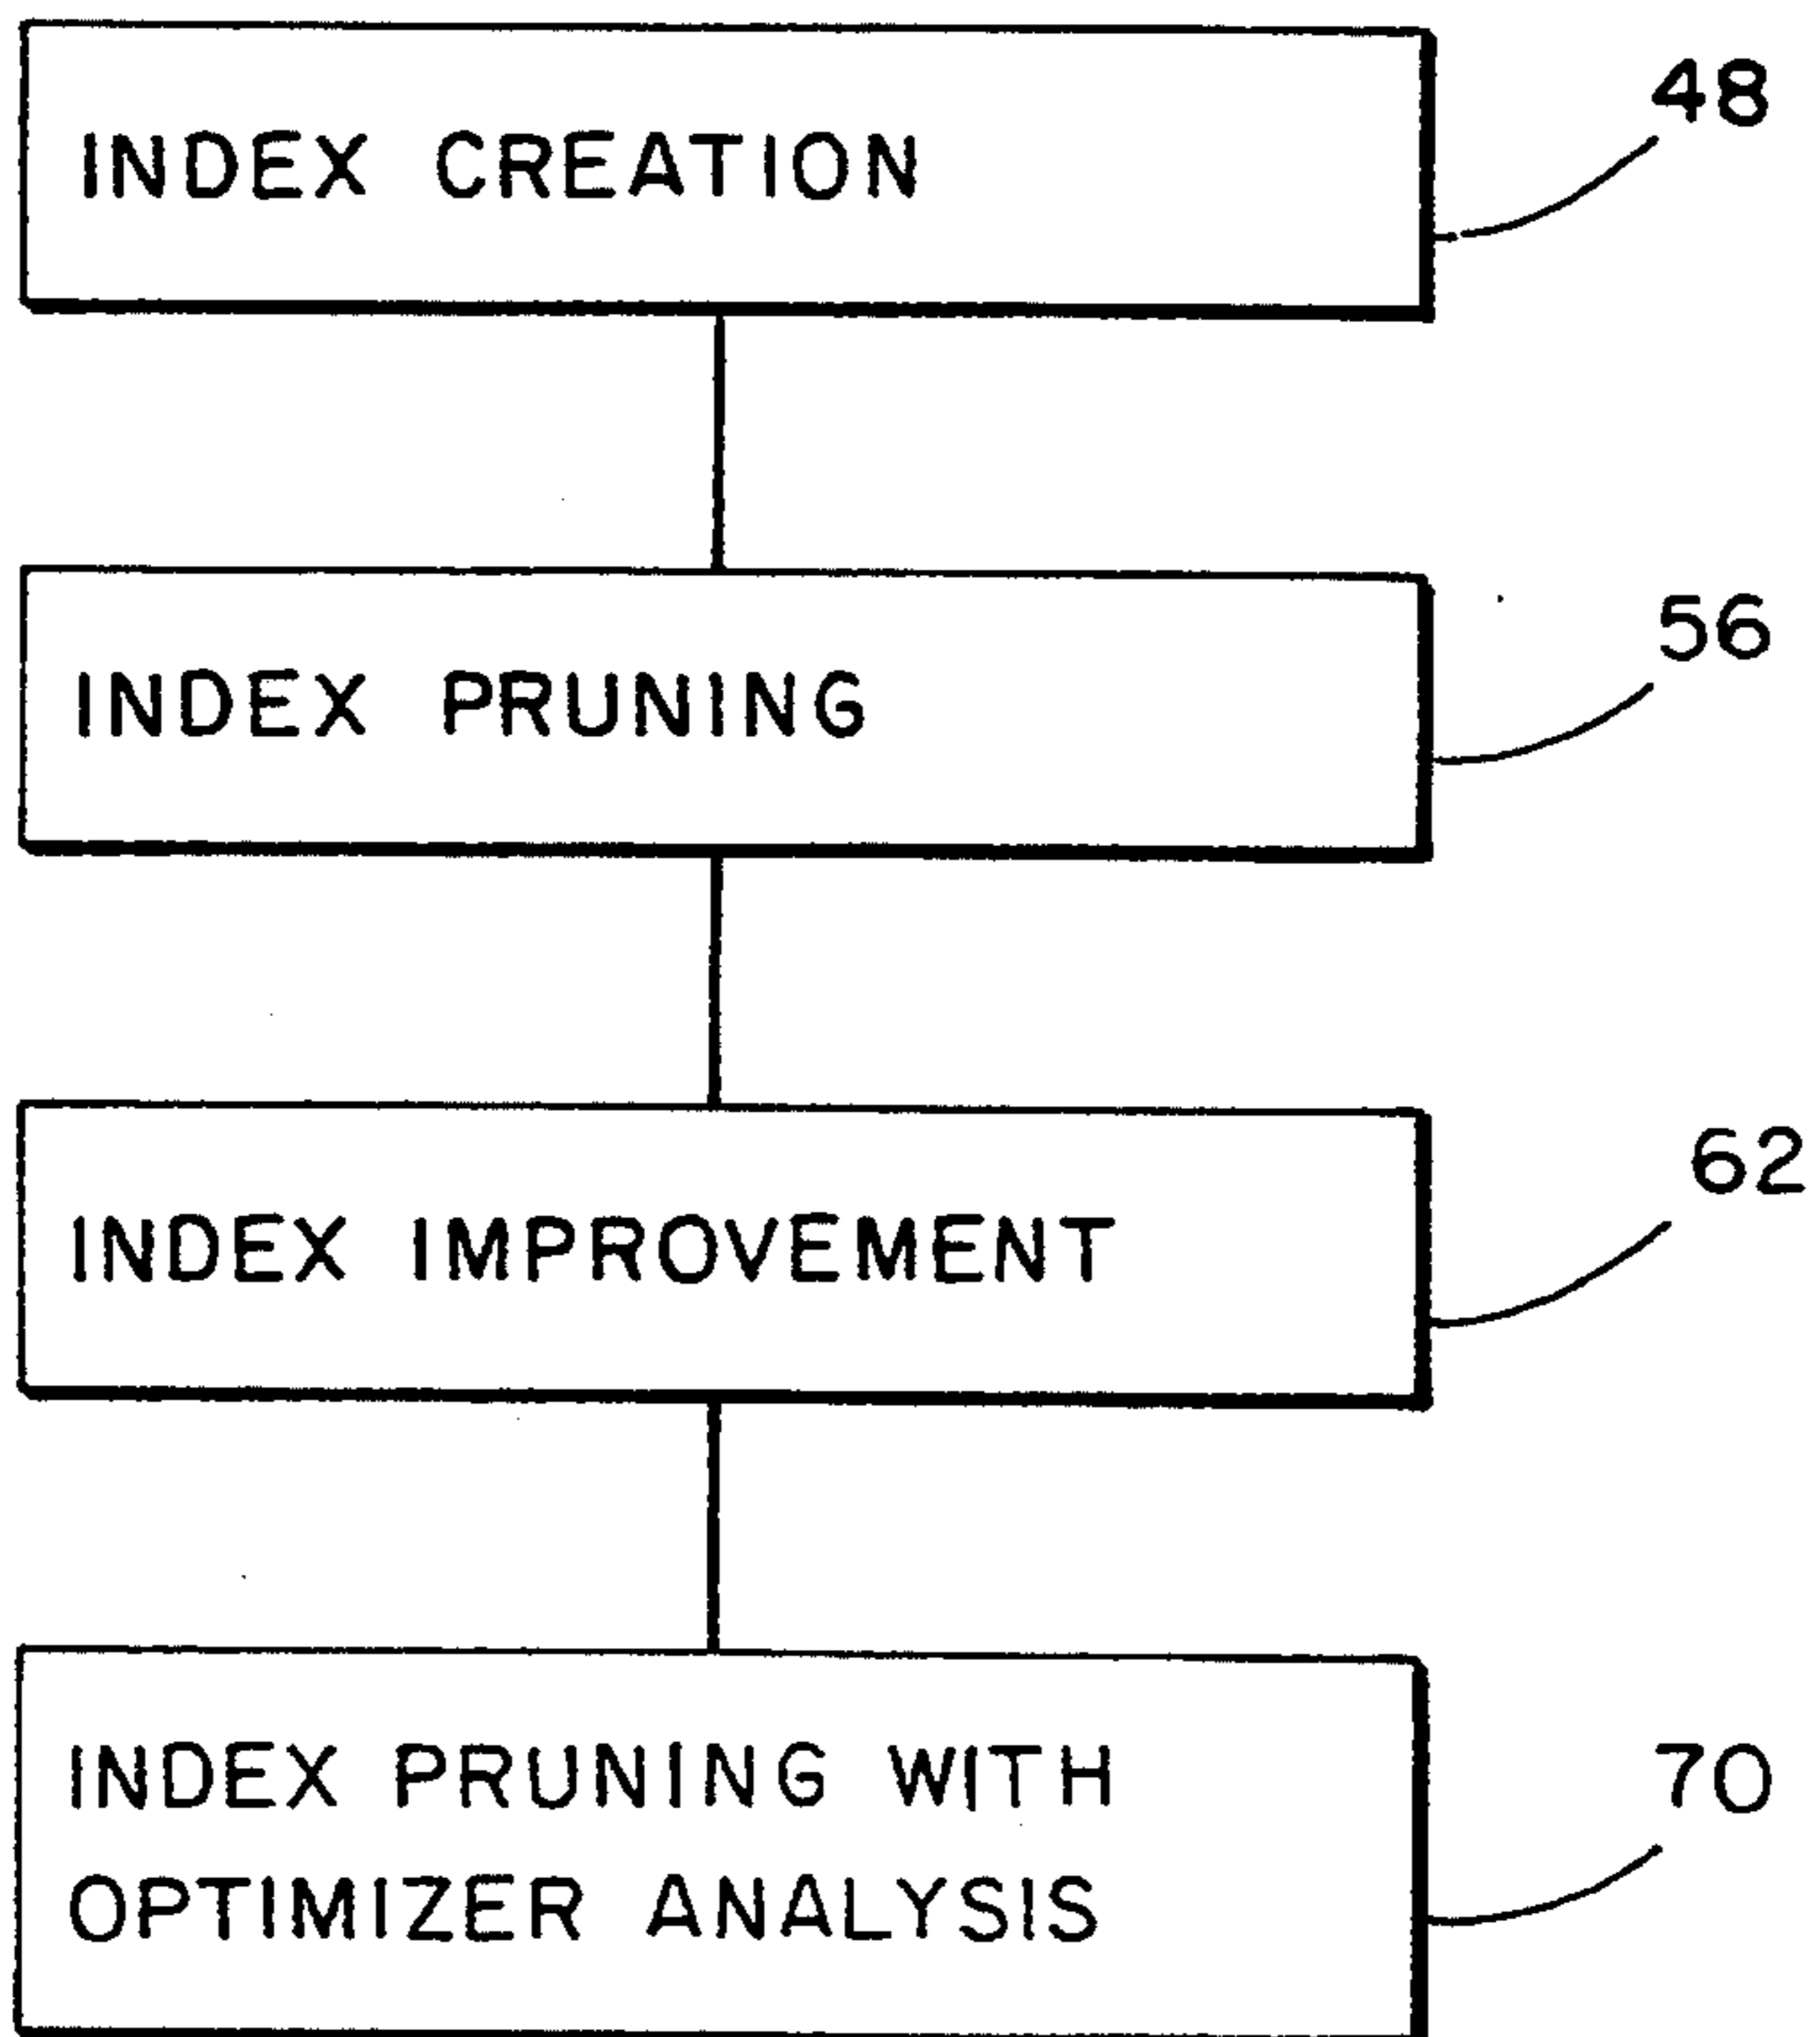 INDEX CREATION
48
INDEX PRUNING
56
INDEX IMPROVEMENT
62
INDEX PRUNING WITH
OPTIMIZER ANALYSIS
70